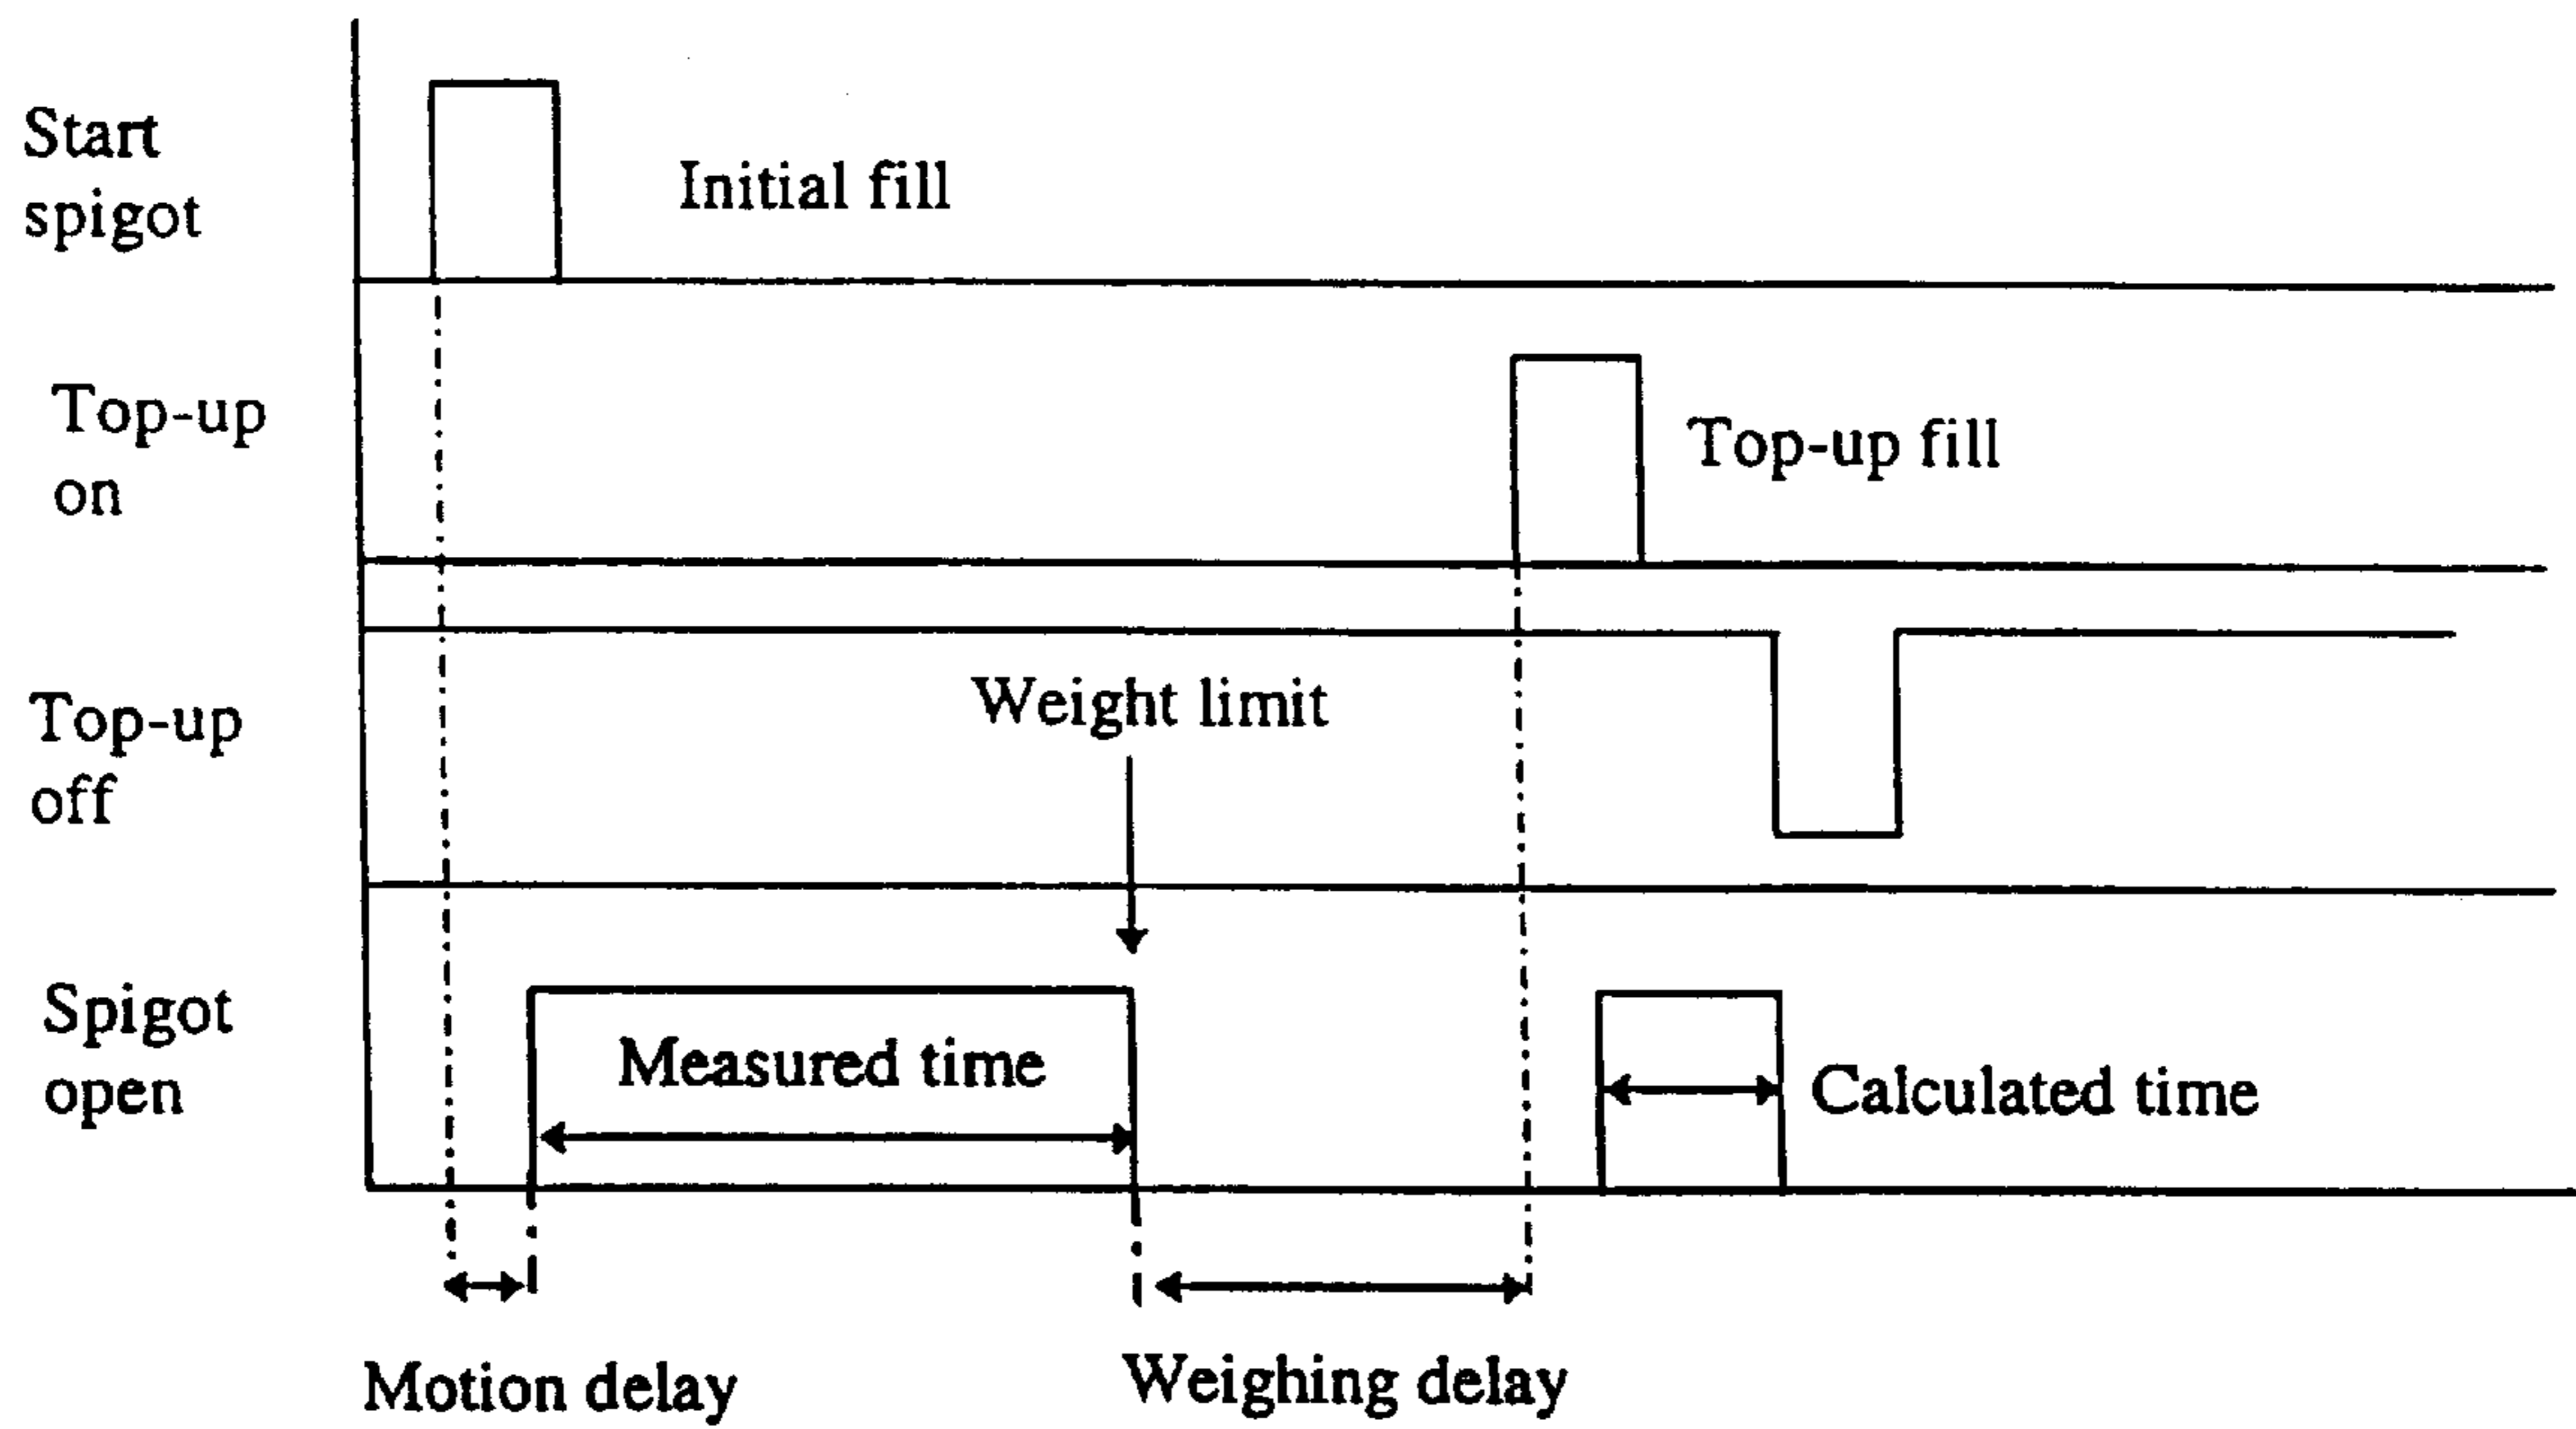 Start
spigot
Initial fill
Top-up
on
Top-up fill
Top-up
off
Weight limit
Spigot
open
Measured time
Calculated time
Motion delay
Weighing delay